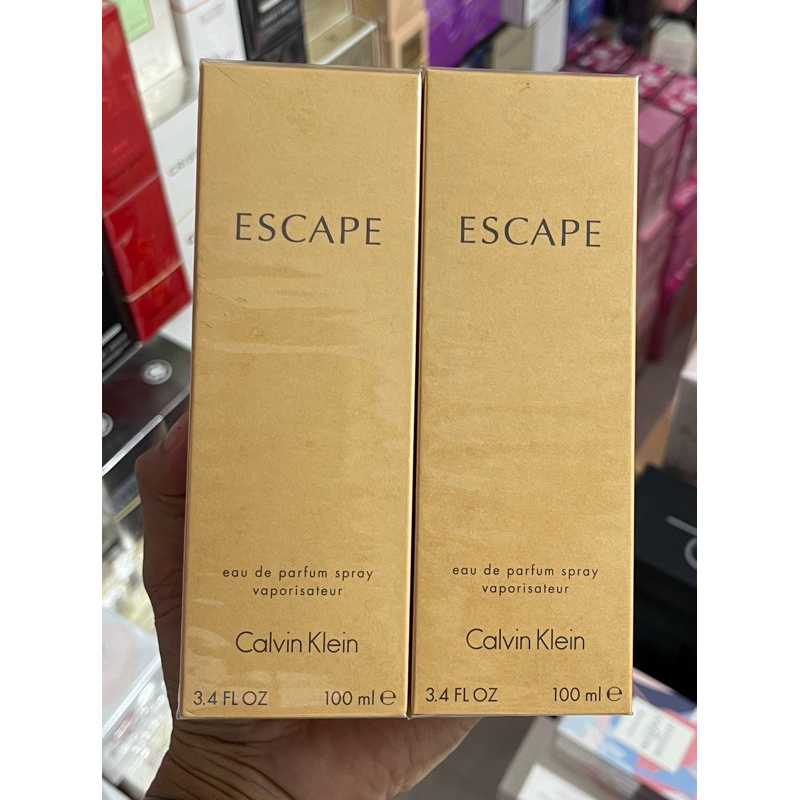 ESCAPE
eau de parfum spray
vaporisateur
Calvin Klein
3.4 FL OZ 100 ml ℮
ESCAPE
eau de parfum spray
vaporisateur
Calvin Klein
3.4 FL OZ 100 ml ℮